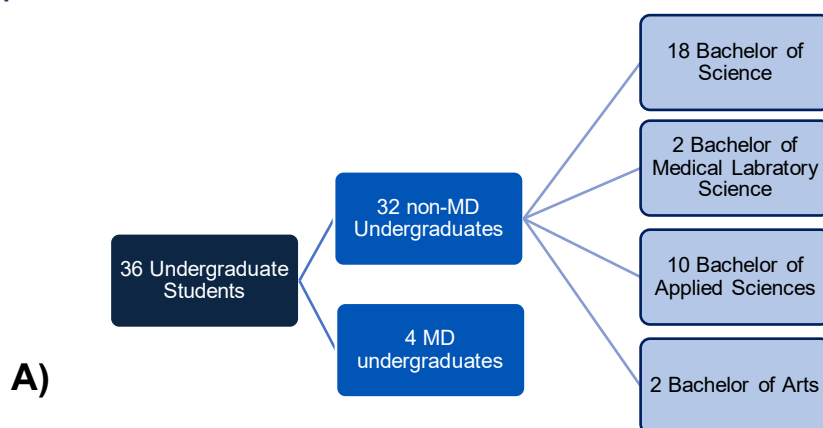 18 Bachelor of
Science
2 Bachelor of
Medical Labratory
Science
32 non-MD
Undergraduates
36 Undergraduate
Students
10 Bachelor of
Applied Sciences
4 MD
undergraduates
2 Bachelor of Arts
A)